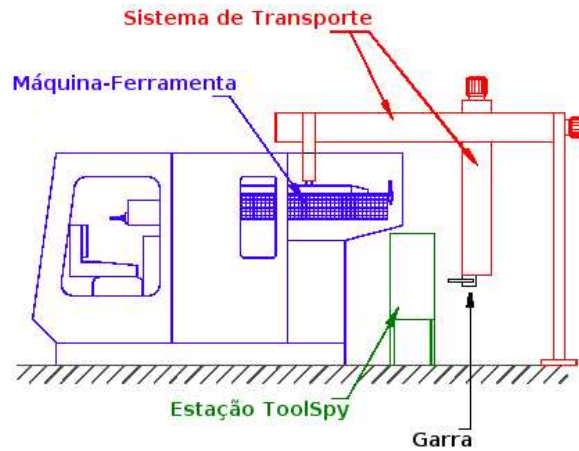 Sistema de Transporte
Máquina-Ferramenta
Estação ToolSpy
Garra